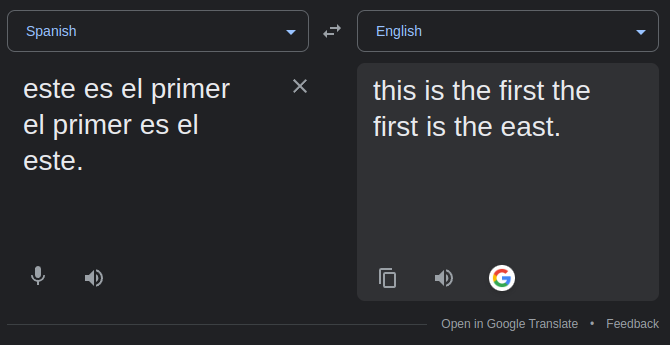 Spanish
English
este es el primer
el primer es el
este.
this is the first the
first is the east.
Open in Google Translate • Feedback